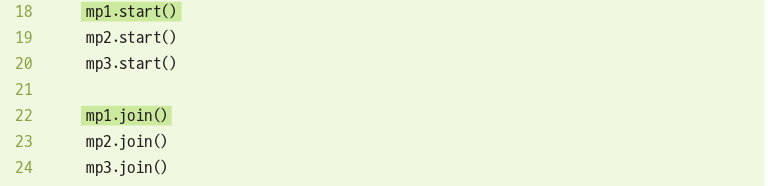 18 mp1.start()
19 mp2.start()
20 mp3.start()
21
22 mp1.join()
23 mp2.join()
24 mp3.join()